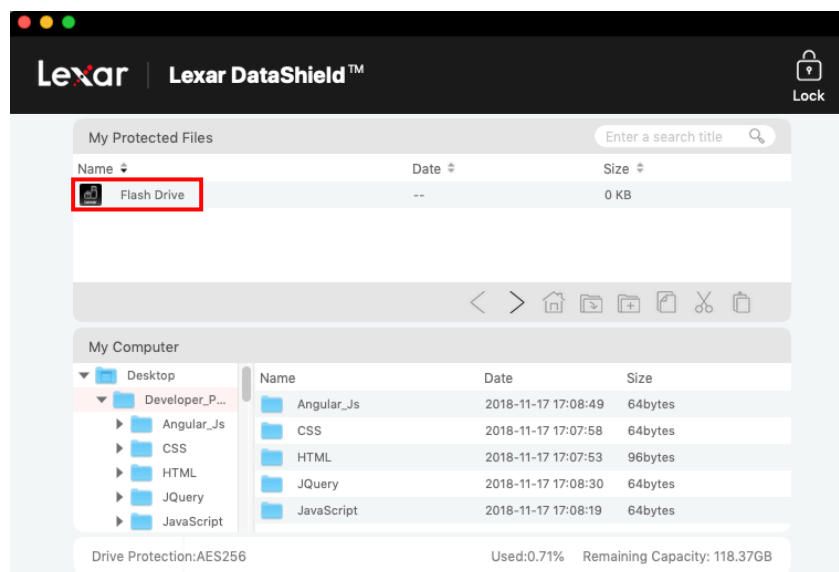 Lexar Lexar DataShield™
Lock
My Protected Files Enter a search title
Name Date Size
Flash Drive -- 0 KB
My Computer
Desktop
Developer_P...
Angular_Js
CSS
HTML
JQuery
JavaScript
Name Date Size
Angular_Js 2018-11-17 17:08:49 64bytes
CSS 2018-11-17 17:07:58 64bytes
HTML 2018-11-17 17:07:53 96bytes
JQuery 2018-11-17 17:08:30 64bytes
JavaScript 2018-11-17 17:08:19 64bytes
Drive Protection:AES256 Used:0.71% Remaining Capacity: 118.37GB